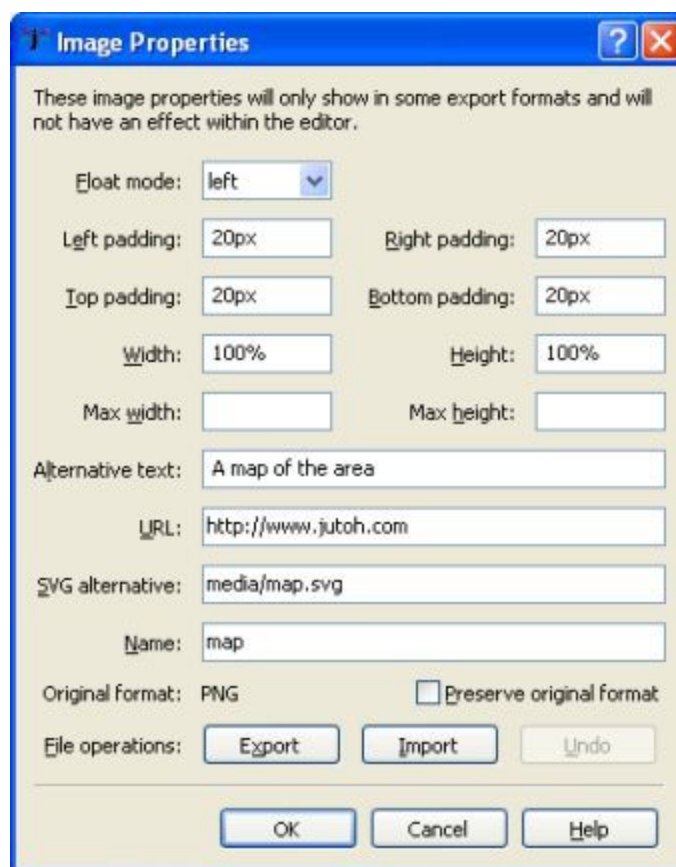 Image Properties
These image properties will only show in some export formats and will
not have an effect within the editor.
Float mode: left
Left padding: 20px Right padding: 20px
Top padding: 20px Bottom padding: 20px
Width: 100% Height: 100%
Max width: Max height:
Alternative text: A map of the area
URL: http://www.jutoh.com
SVG alternative: media/map.svg
Name: map
Original format: PNG Preserve original format
File operations: Export Import Undo
OK Cancel Help